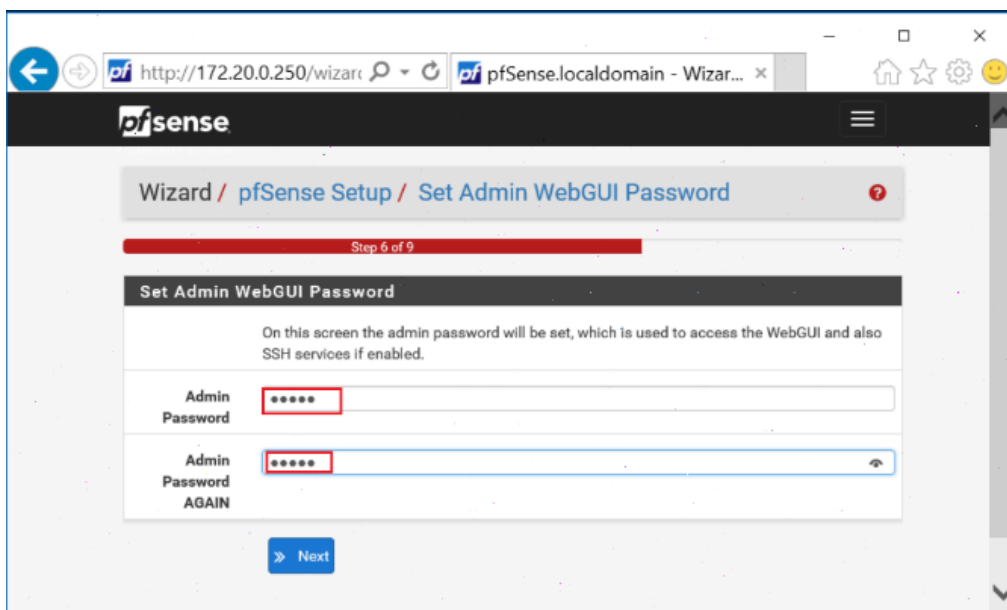 http://172.20.0.250/wizar
pfSense.localdomain - Wizar...
pfsense
Wizard / pfSense Setup / Set Admin WebGUI Password
Step 6 of 9
Set Admin WebGUI Password
On this screen the admin password will be set, which is used to access the WebGUI and also
SSH services if enabled.
Admin
Password
•••••
Admin
Password
AGAIN
•••••
Next